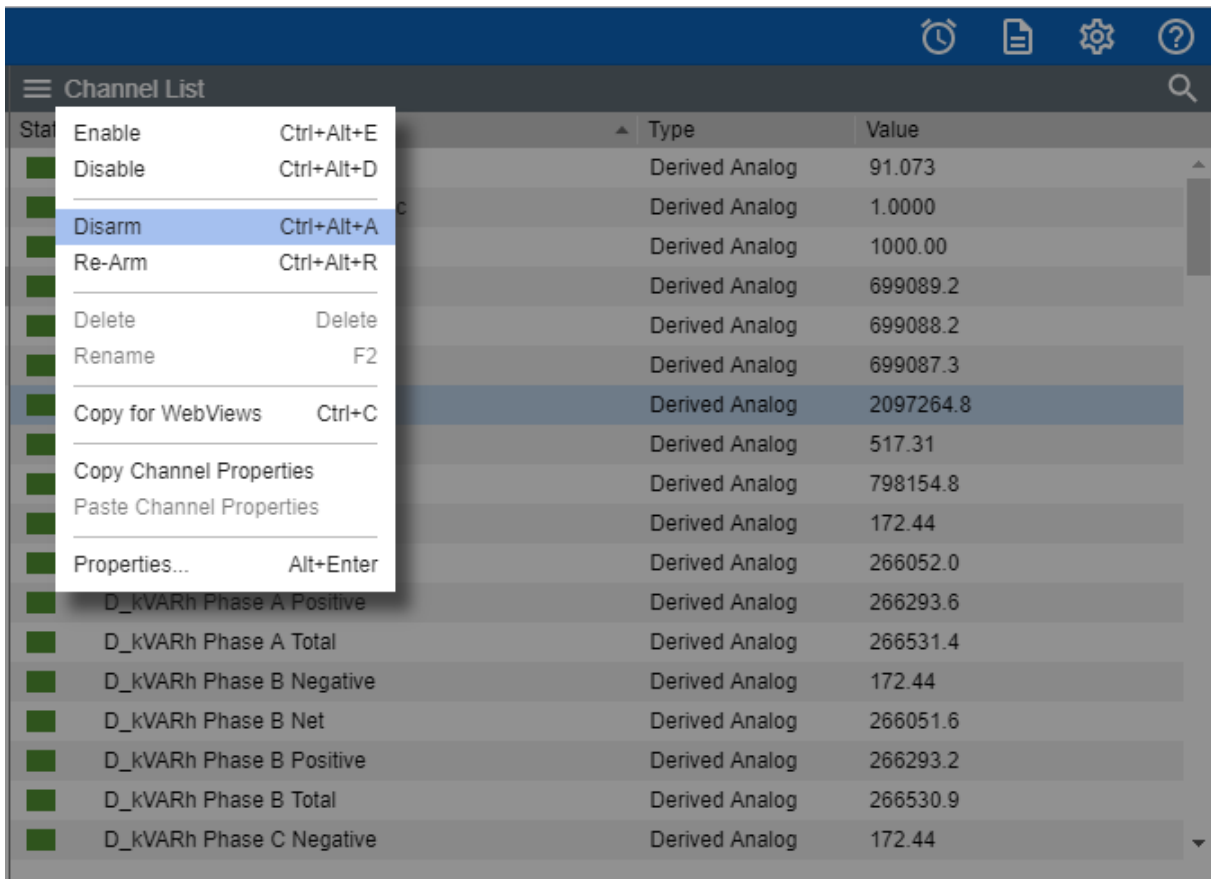 Channel List
Stat
Type
Value
Enable Ctrl+Alt+E
Disable Ctrl+Alt+D
Disarm Ctrl+Alt+A
Re-Arm Ctrl+Alt+R
Delete Delete
Rename F2
Copy for WebViews Ctrl+C
Copy Channel Properties
Paste Channel Properties
Properties... Alt+Enter
Derived Analog 91.073
c Derived Analog 1.0000
Derived Analog 1000.00
Derived Analog 699089.2
Derived Analog 699088.2
Derived Analog 699087.3
Derived Analog 2097264.8
Derived Analog 517.31
Derived Analog 798154.8
Derived Analog 172.44
Derived Analog 266052.0
D_kVARh Phase A Positive Derived Analog 266293.6
D_kVARh Phase A Total Derived Analog 266531.4
D_kVARh Phase B Negative Derived Analog 172.44
D_kVARh Phase B Net Derived Analog 266051.6
D_kVARh Phase B Positive Derived Analog 266293.2
D_kVARh Phase B Total Derived Analog 266530.9
D_kVARh Phase C Negative Derived Analog 172.44